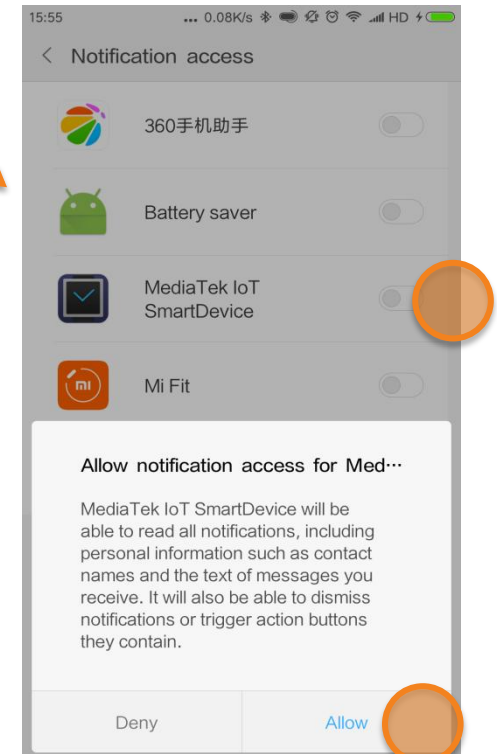 15:55 ... 0.08K/s HD
Notification access
360手机助手
Battery saver
MediaTek IoT
SmartDevice
mi
Mi Fit
Allow notification access for Med…
MediaTek IoT SmartDevice will be
able to read all notifications, including
personal information such as contact
names and the text of messages you
receive. It will also be able to dismiss
notifications or trigger action buttons
they contain.
Deny Allow